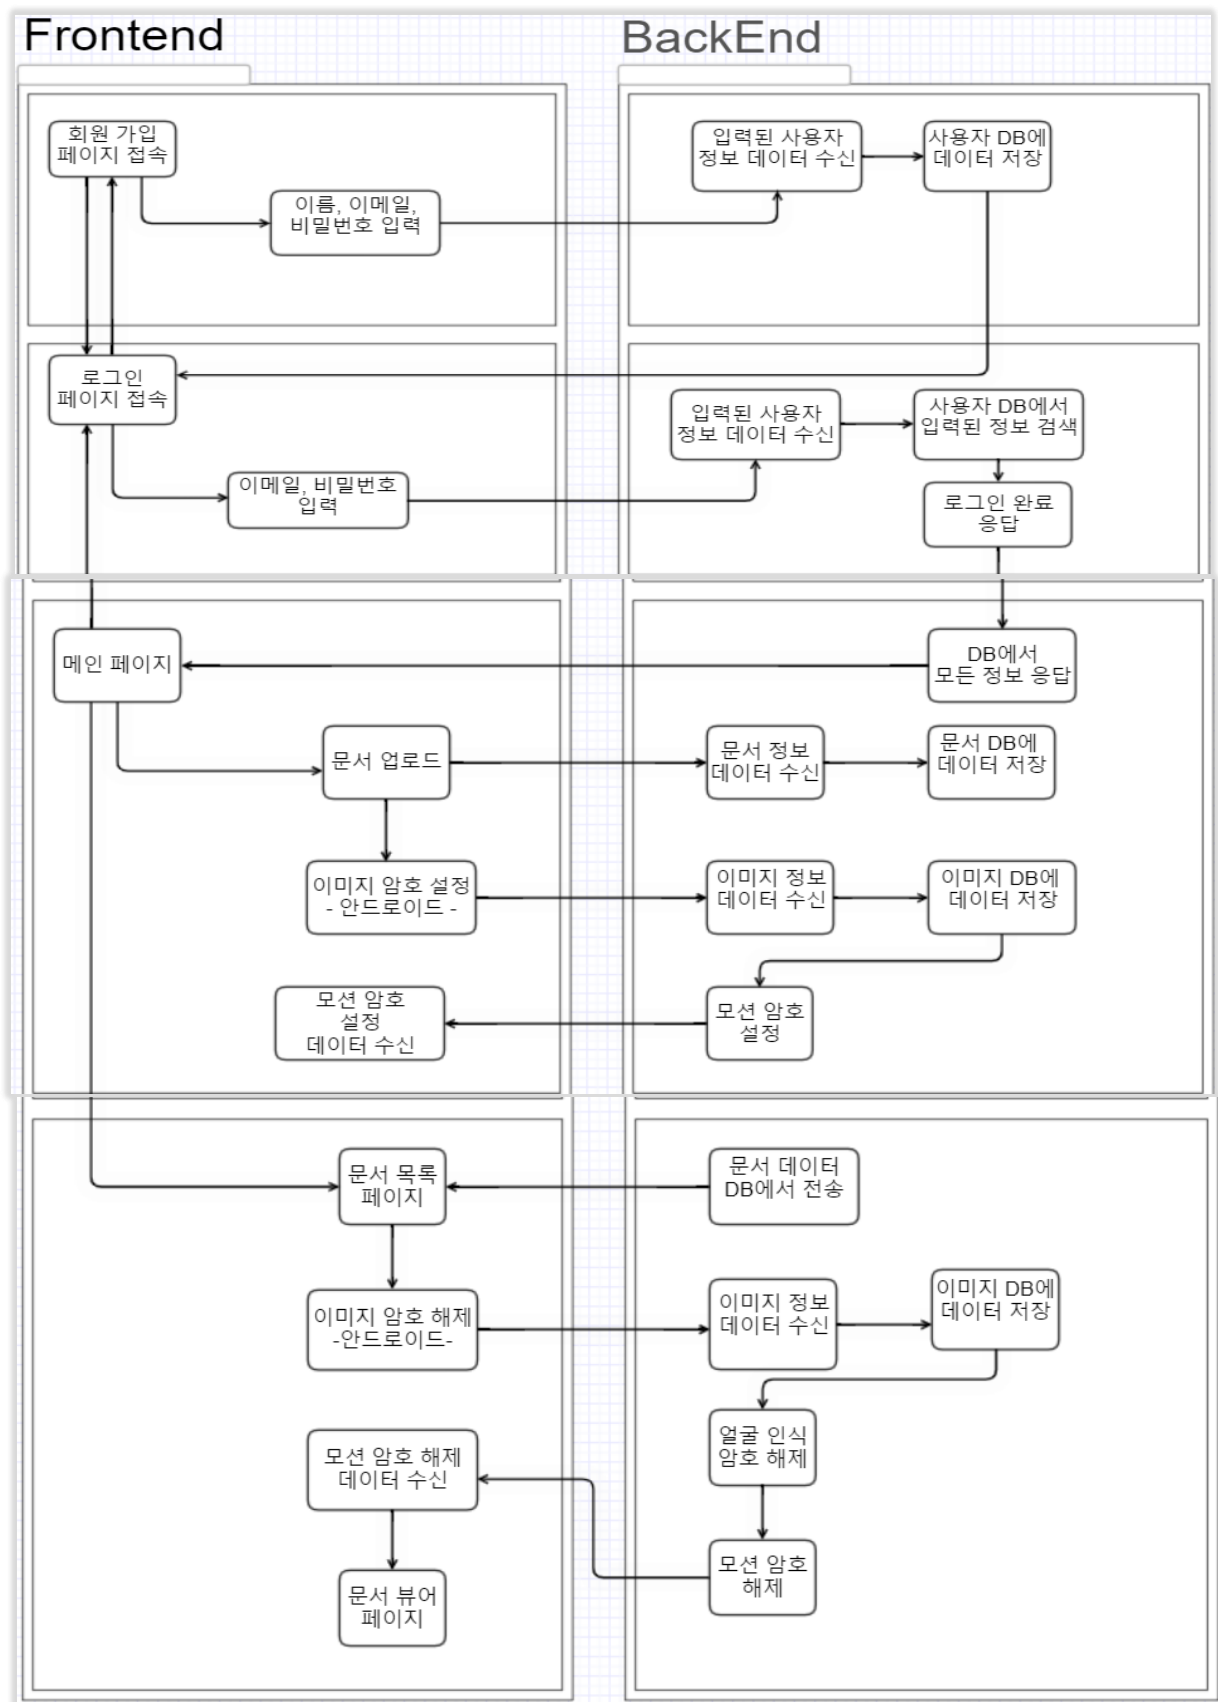 Frontend
BackEnd
회원 가입
페이지 접속
입력된 사용자
정보 데이터 수신
사용자 DB에
데이터 저장
이름, 이메일,
비밀번호 입력
로그인
페이지 접속
입력된 사용자
정보 데이터 수신
사용자 DB에서
입력된 정보 검색
이메일, 비밀번호
입력
로그인 완료
응답
메인 페이지
DB에서
모든 정보 응답
문서 업로드
문서 정보
데이터 수신
문서 DB에
데이터 저장
이미지 암호 설정
- 안드로이드 -
이미지 정보
데이터 수신
이미지 DB에
데이터 저장
모션 암호
설정
데이터 수신
모션 암호
설정
문서 목록
페이지
문서 데이터
DB에서 전송
이미지 암호 해제
-안드로이드-
이미지 정보
데이터 수신
이미지 DB에
데이터 저장
얼굴 인식
암호 해제
모션 암호 해제
데이터 수신
모션 암호
해제
문서 뷰어
페이지